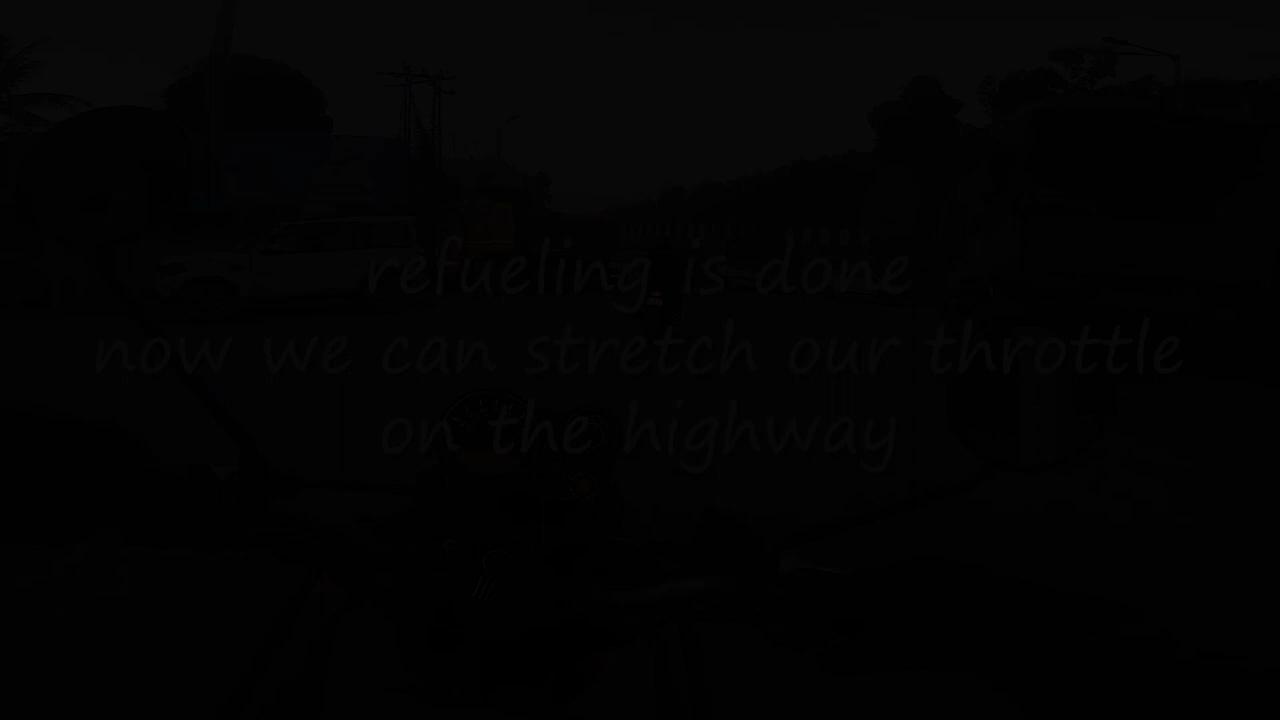 refueling is done
now we can stretch our throttle
on the highway